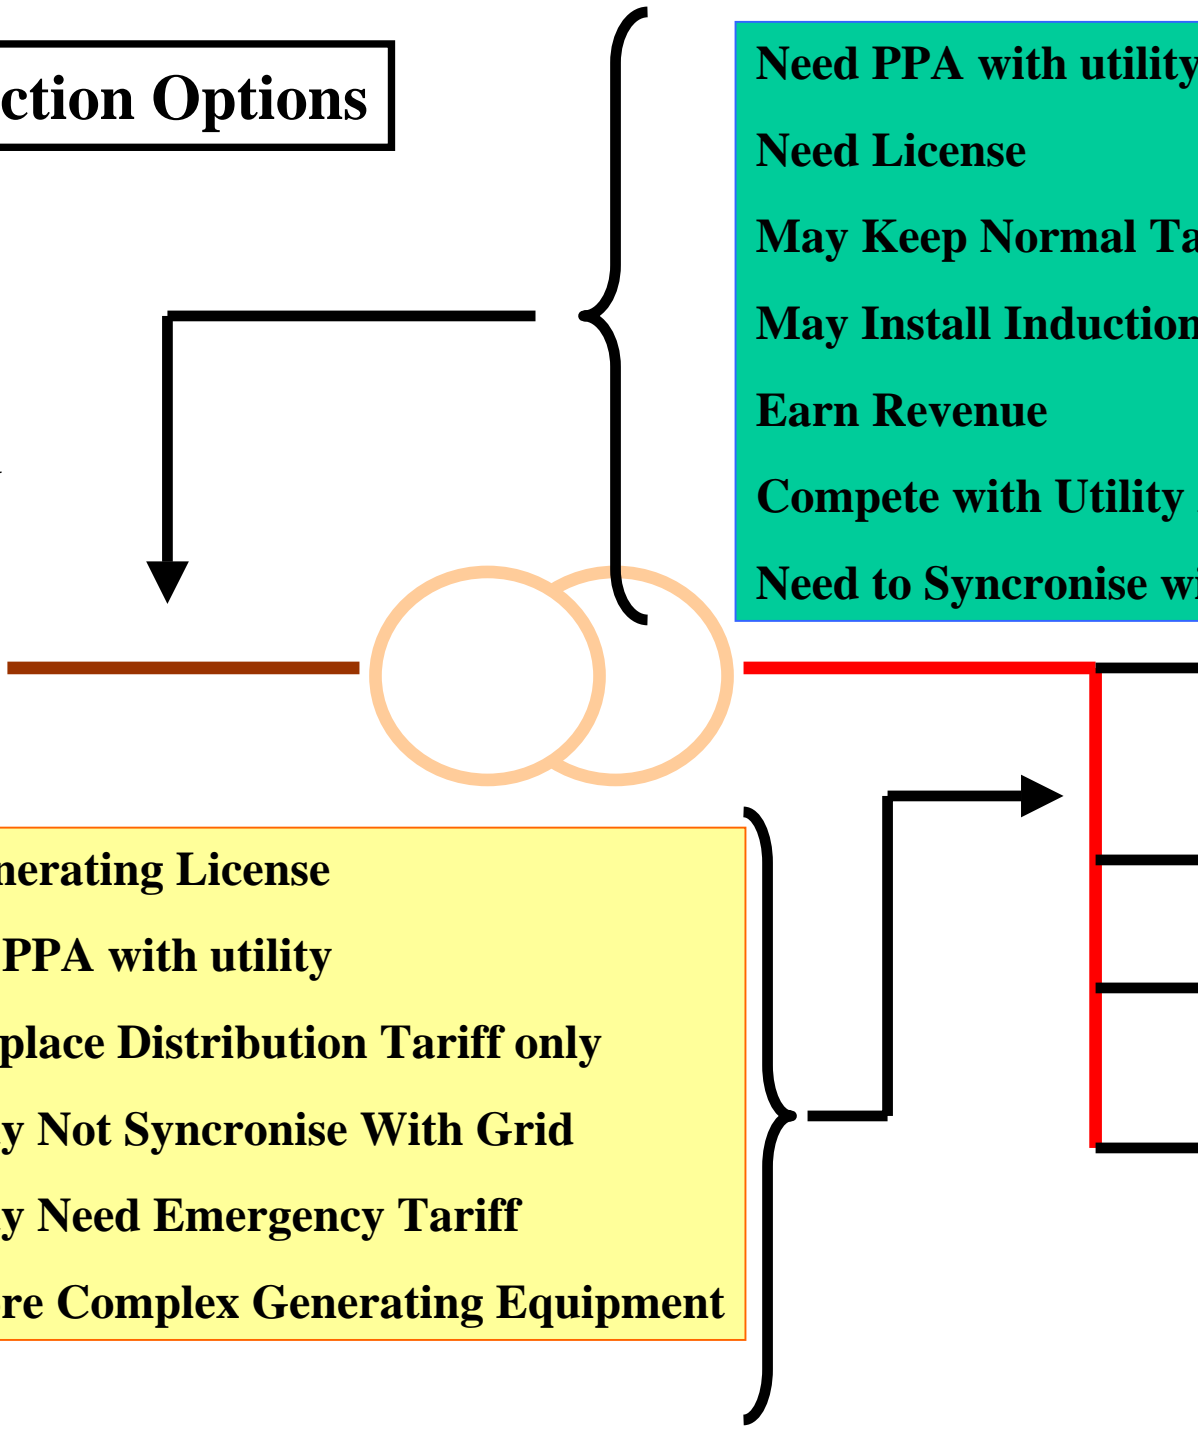 ction Options
Need PPA with utility
Need License
May Keep Normal Ta
May Install Induction
Earn Revenue
Compete with Utility
Need to Syncronise wi
nerating License
PPA with utility
place Distribution Tariff only
y Not Syncronise With Grid
y Need Emergency Tariff
re Complex Generating Equipment